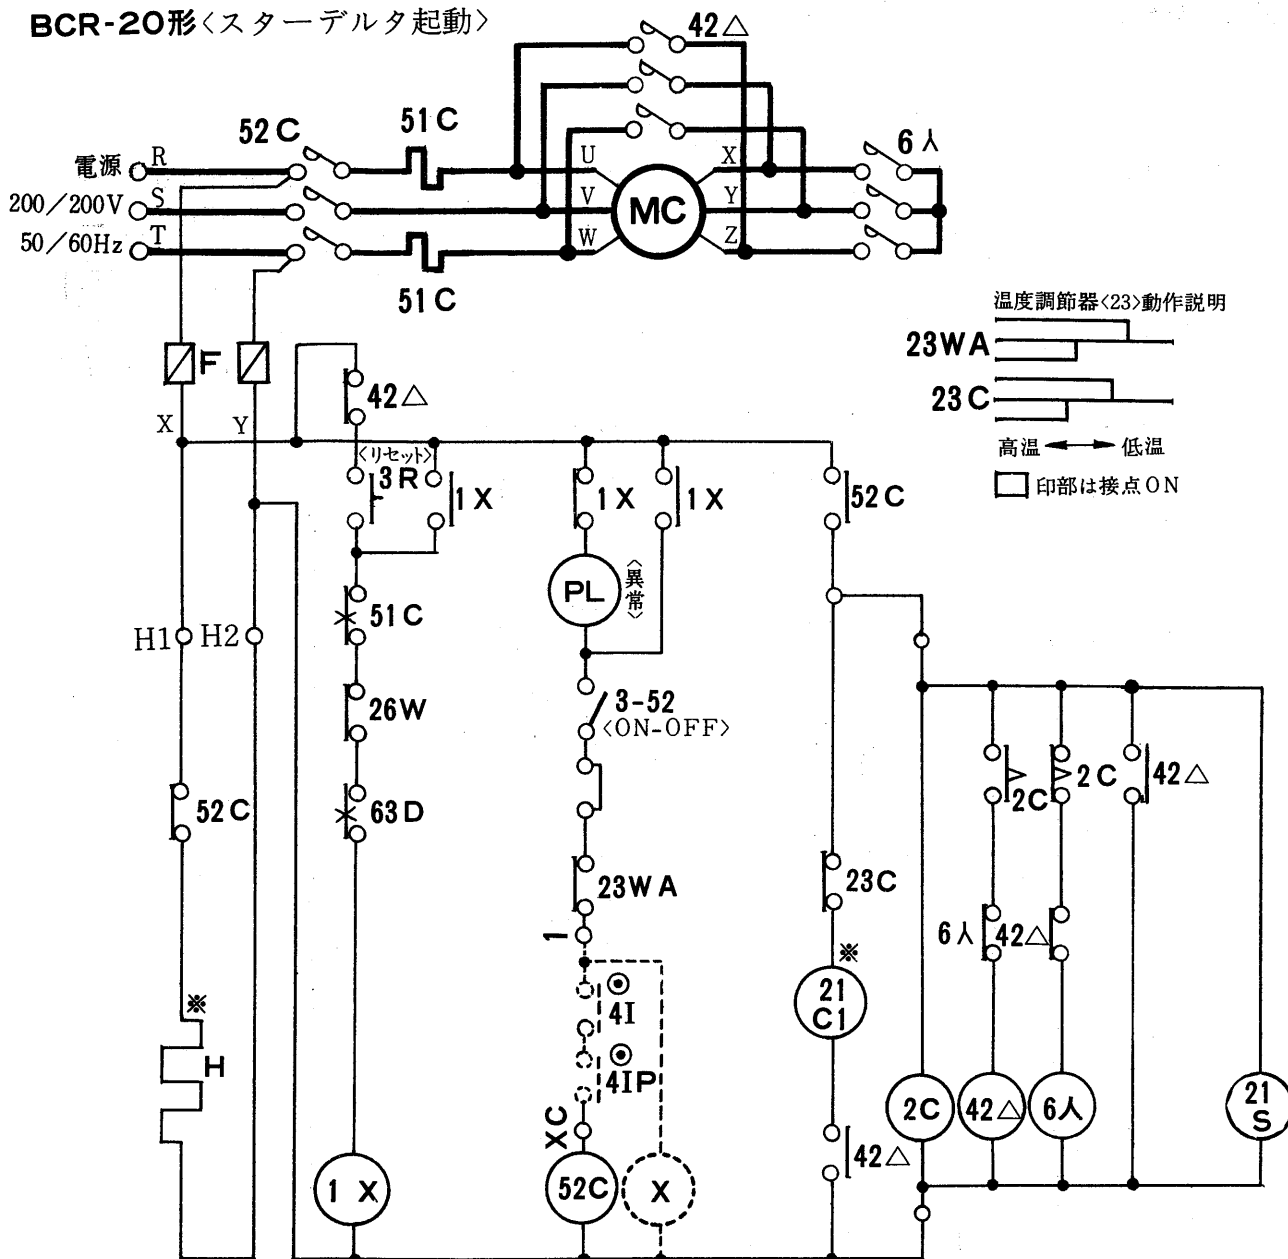 BCR-20形〈スターデルタ起動〉
42△
52C
51C
6人
電源
R
U
X
200/200V
S
V
MC
Y
50/60Hz
T
W
Z
51C
温度調節器〈23〉動作説明
23WA
23C
高温
低温
印部は接点ON
F
42△
X
Y
〈リセット〉
3R
1X
1X
1X
52C
PL
〈異常〉
51C
H1
H2
26W
3-52
〈ON-OFF〉
52C
63D
2C
2C
42△
23WA
23C
1
6人
42△
※
4I
21
C1
※
H
4IP
XC
42△
1 X
52C
X
2C
42△
6人
21
S